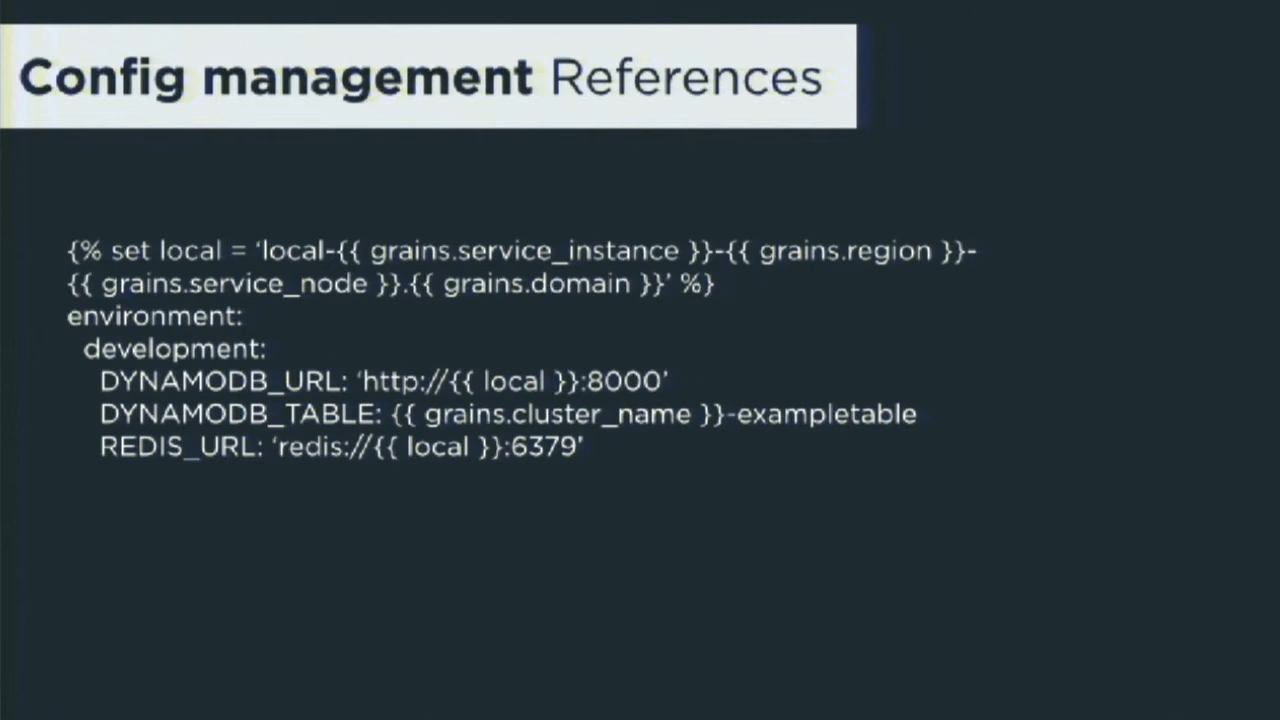 Config management References
{% set local = ‘local-{{ grains.service_instance }}-{{ grains.region }}-
{{ grains.service_node }}.{{ grains.domain }}’ %}
environment:
  development:
    DYNAMODB_URL: ‘http://{{ local }}:8000’
    DYNAMODB_TABLE: {{ grains.cluster_name }}-exampletable
    REDIS_URL: ‘redis://{{ local }}:6379’